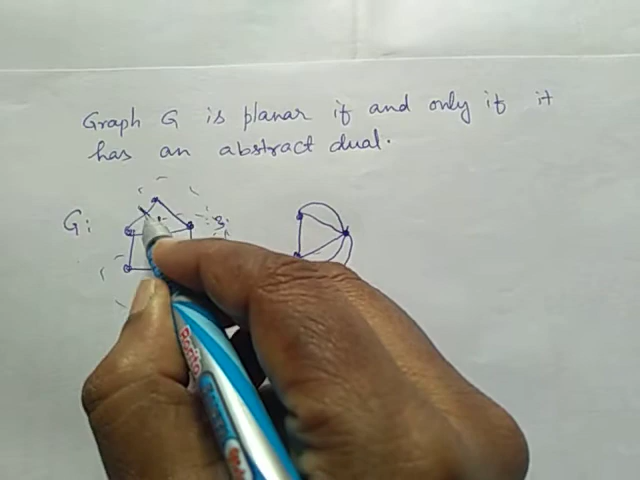 Graph G is planar if and only if it
has an abstract dual.
G: